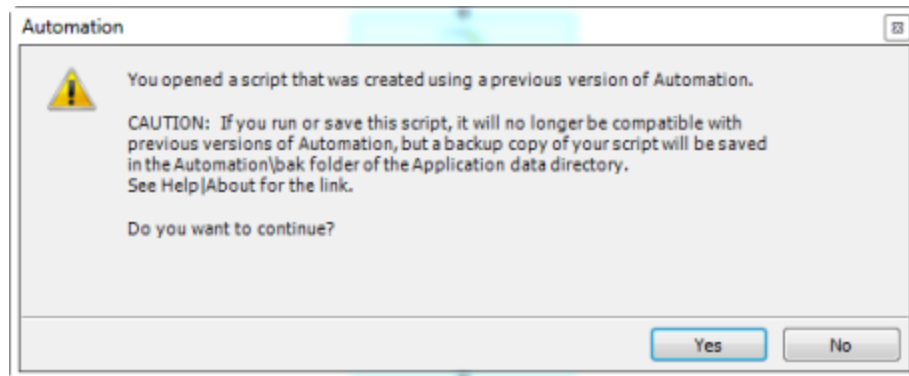 Automation
You opened a script that was created using a previous version of Automation.
CAUTION:  If you run or save this script, it will no longer be compatible with
previous versions of Automation, but a backup copy of your script will be saved
in the Automation\bak folder of the Application data directory.
See Help|About for the link.
Do you want to continue?
Yes No